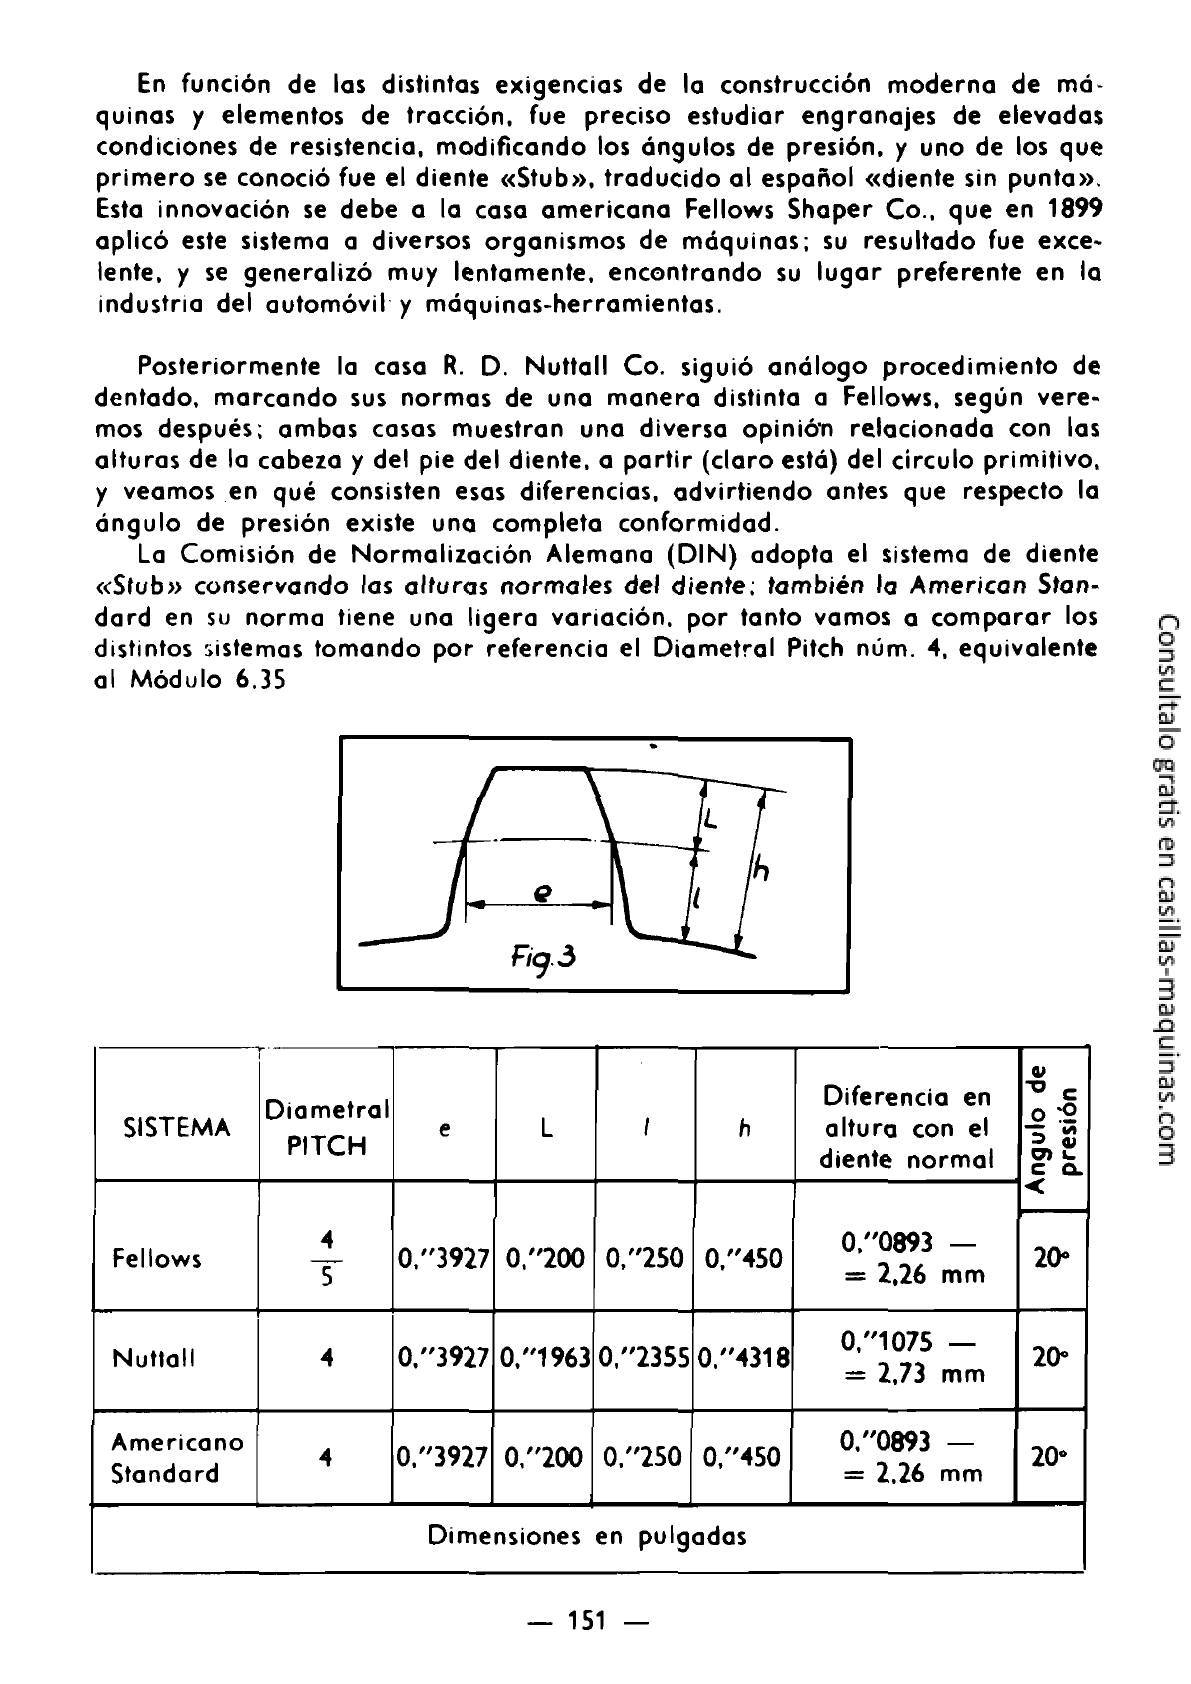 En función de las distintas exigencias de la construcción moderna de má-
quinas y elementos de tracción, fue preciso estudiar engranajes de elevadas
condiciones de resistencia, modificando los ángulos de presión, y uno de los que
primero se conoció fue el diente «Stub», traducido al español «diente sin punta».
Esta innovación se debe a la casa americana Fellows Shaper Co., que en 1899
aplicó este sistema a diversos organismos de máquinas; su resultado fue exce-
lente, y se generalizó muy lentamente, encontrando su lugar preferente en la
industria del automóvil y máquinas-herramientas.
Posteriormente la casa R. D. Nuttall Co. siguió análogo procedimiento de
dentado, marcando sus normas de una manera distinta a Fellows, según vere-
mos después; ambas casas muestran una diversa opinión relacionada con las
alturas de la cabeza y del pie del diente, a partir (claro está) del círculo primitivo,
y veamos en qué consisten esas diferencias, advirtiendo antes que respecto la
ángulo de presión existe una completa conformidad.
La Comisión de Normalización Alemana (DIN) adopta el sistema de diente
«Stub» conservando las alturas normales del diente; también la American Stan-
dard en su norma tiene una ligera variación, por tanto vamos a comparar los
distintos sistemas tomando por referencia el Diametral Pitch núm. 4, equivalente
al Módulo 6.35
L
h
e
l
Fig. 3
SISTEMA Diametral PITCH e L l h Diferencia en altura con el diente normal Angulo de presión
Fellows 4/5 0,"3927 0,"200 0,"250 0,"450 0,"0893 — = 2,26 mm 20°
Nuttall 4 0,"3927 0,"1963 0,"2355 0,"4318 0,"1075 — = 2,73 mm 20°
Americano Standard 4 0,"3927 0,"200 0,"250 0,"450 0,"0893 — = 2.26 mm 20°
Dimensiones en pulgadas
— 151 —
Consultalo gratis en casillas-maquinas.com